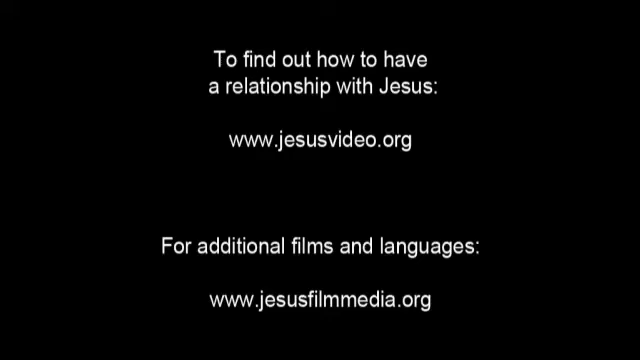 To find out how to have
a relationship with Jesus:
www.jesusvideo.org
For additional films and languages:
www.jesusfilmmedia.org